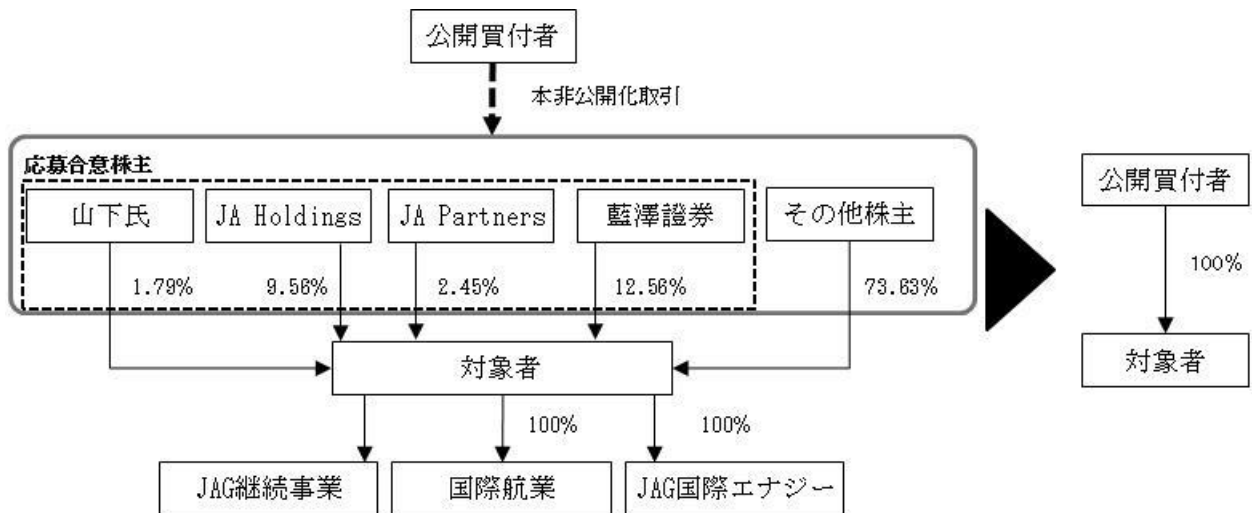 公開買付者
本非公開化取引
応募合意株主
山下氏
JA Holdings
JA Partners
藍澤證券
その他株主
1.79%
9.56%
2.45%
12.56%
73.63%
対象者
100%
100%
JAG継続事業
国際航業
JAG国際エナジー
公開買付者
100%
対象者